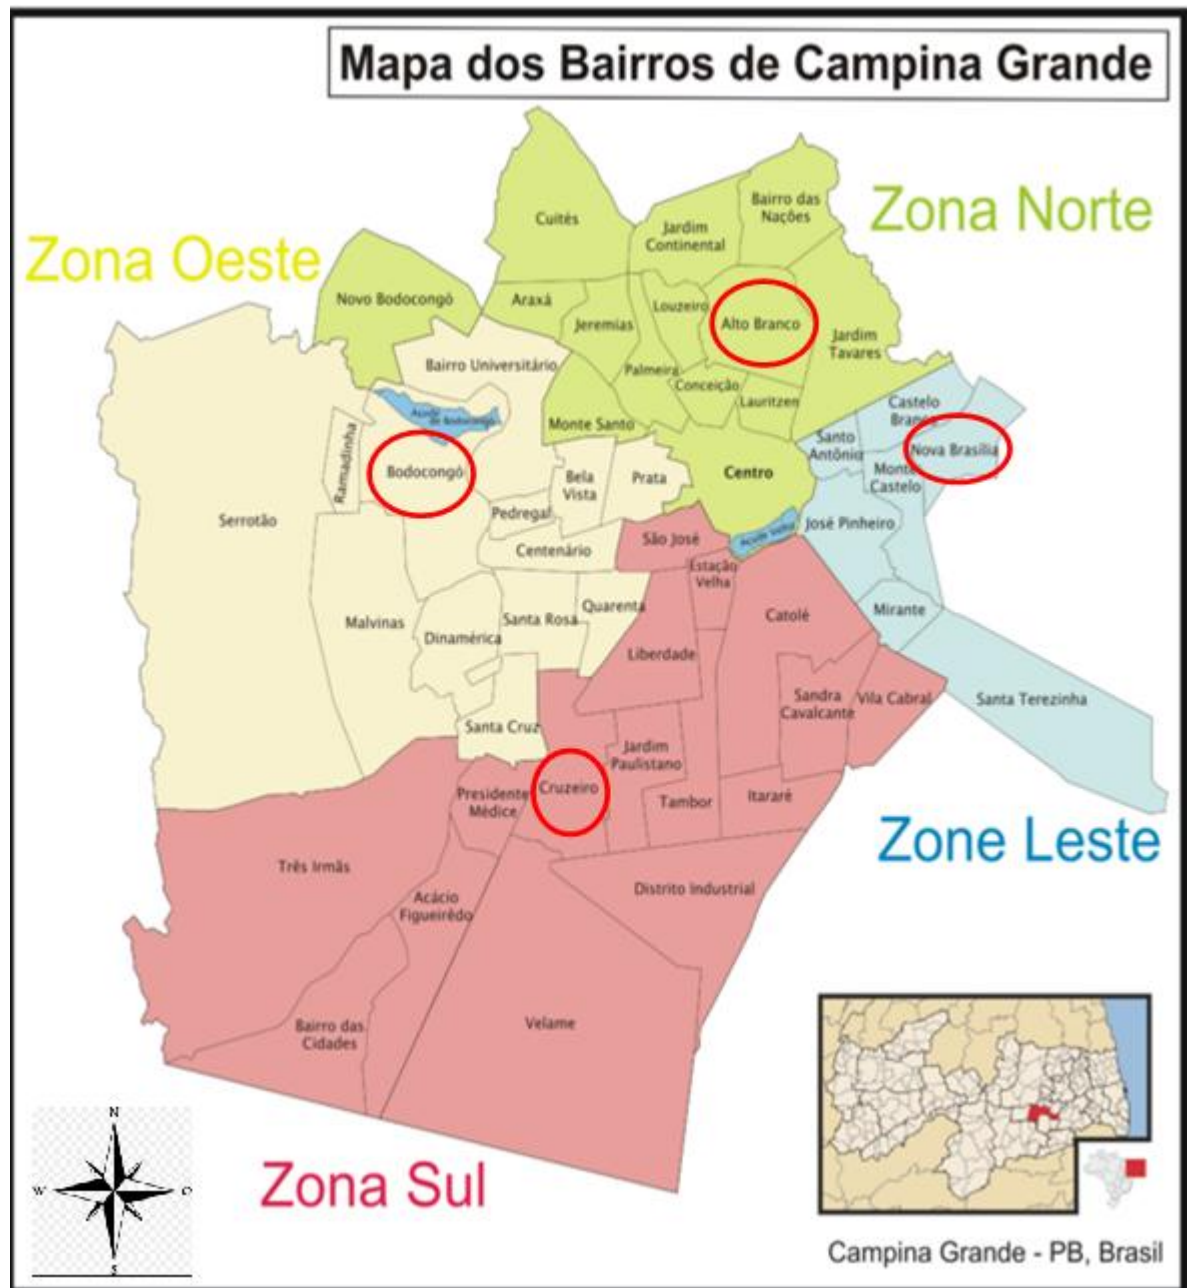 Mapa dos Bairros de Campina Grande
Zona Norte
Zona Oeste
Cuités
Bairro das
Nações
Jardim
Continental
Novo Bodocongó
Araxá
Jeremias
Louzeiro
Alto Branco
Jardim
Tavares
Bairro Universitário
Palmeira
Conceição
Lauritzen
Castelo
Branco
Açude
de Bodocongó
Monte Santo
Santo
Antônio
Nova Brasília
Ramadinha
Bodocongó
Bela
Vista
Prata
Centro
Monte
Castelo
Serrotão
Pedregal
José Pinheiro
Centenário
São José
Açude Velho
Estação
Velha
Malvinas
Dinamérica
Santa Rosa
Quarenta
Catolé
Mirante
Liberdade
Santa Cruz
Sandra
Cavalcante
Vila Cabral
Santa Terezinha
Jardim
Paulistano
Presidente
Médice
Cruzeiro
Tambor
Itararé
Zone Leste
Três Irmãs
Acácio
Figueirêdo
Distrito Industrial
Bairro das
Cidades
Velame
N
W
O
S
Zona Sul
Campina Grande - PB, Brasil